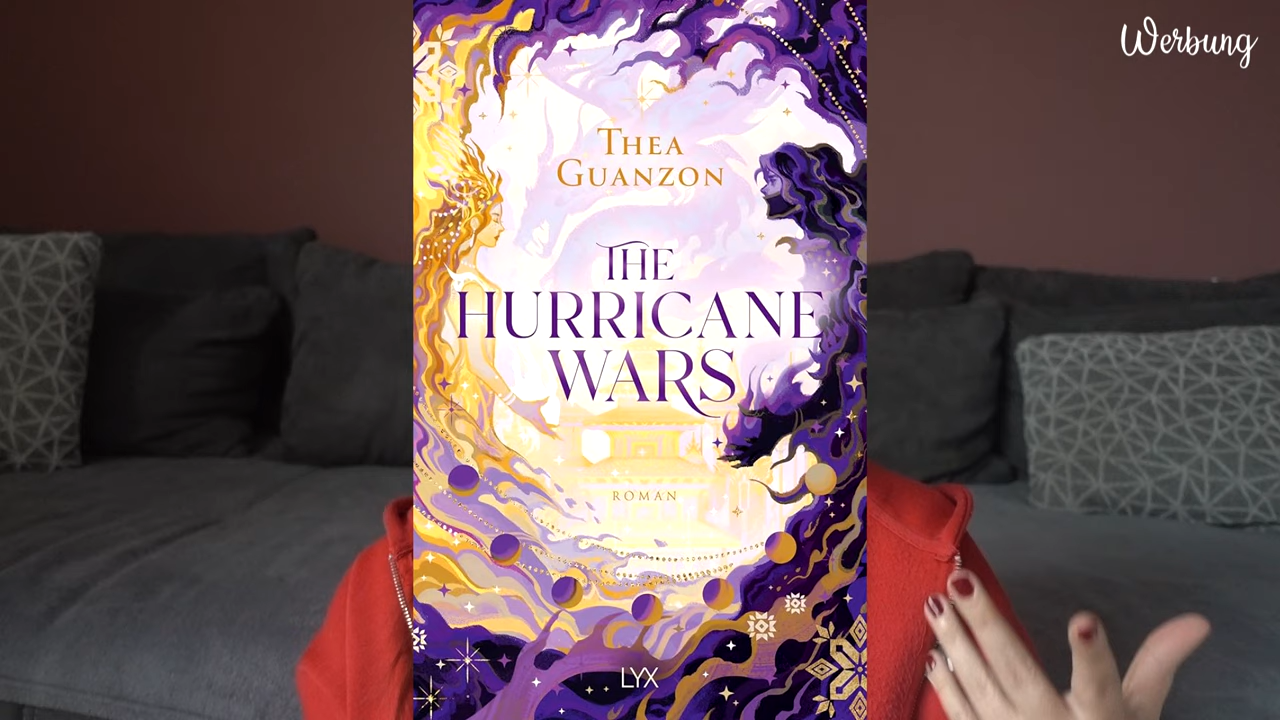 Werbung
THEA
GUANZON
THE
HURRICANE
WARS
ROMAN
LYX